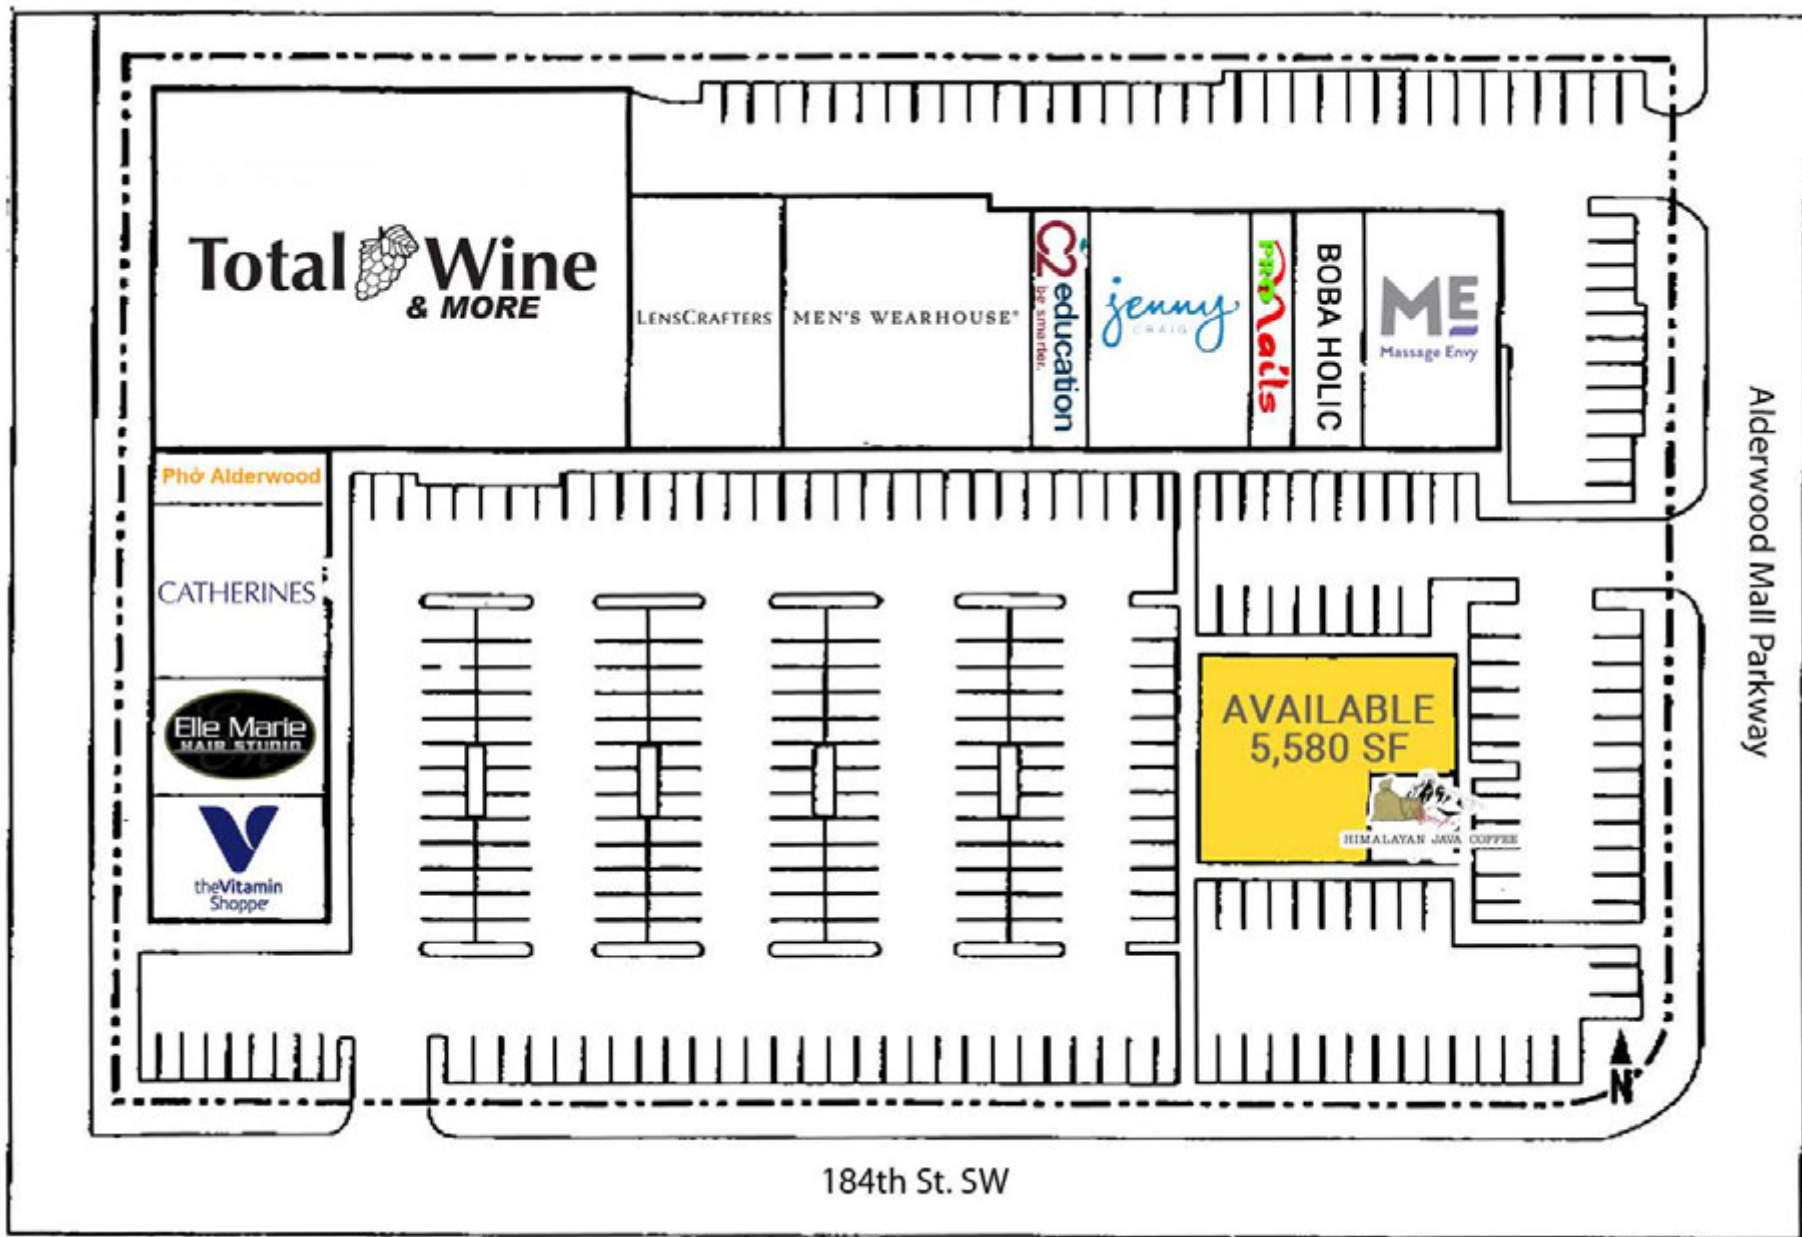 Total Wine
& MORE
LENSCRAFTERS
MEN'S WEARHOUSE®
C2 education
be smarter.
jenny
CRAIG
PRO Nails
BOBA HOLIC
ME
Massage Envy
Phở Alderwood
CATHERINES
Elle Marie
HAIR STUDIO
theVitamin
Shoppe
AVAILABLE
5,580 SF
HIMALAYAN JAVA COFFEE
Alderwood Mall Parkway
N
184th St. SW